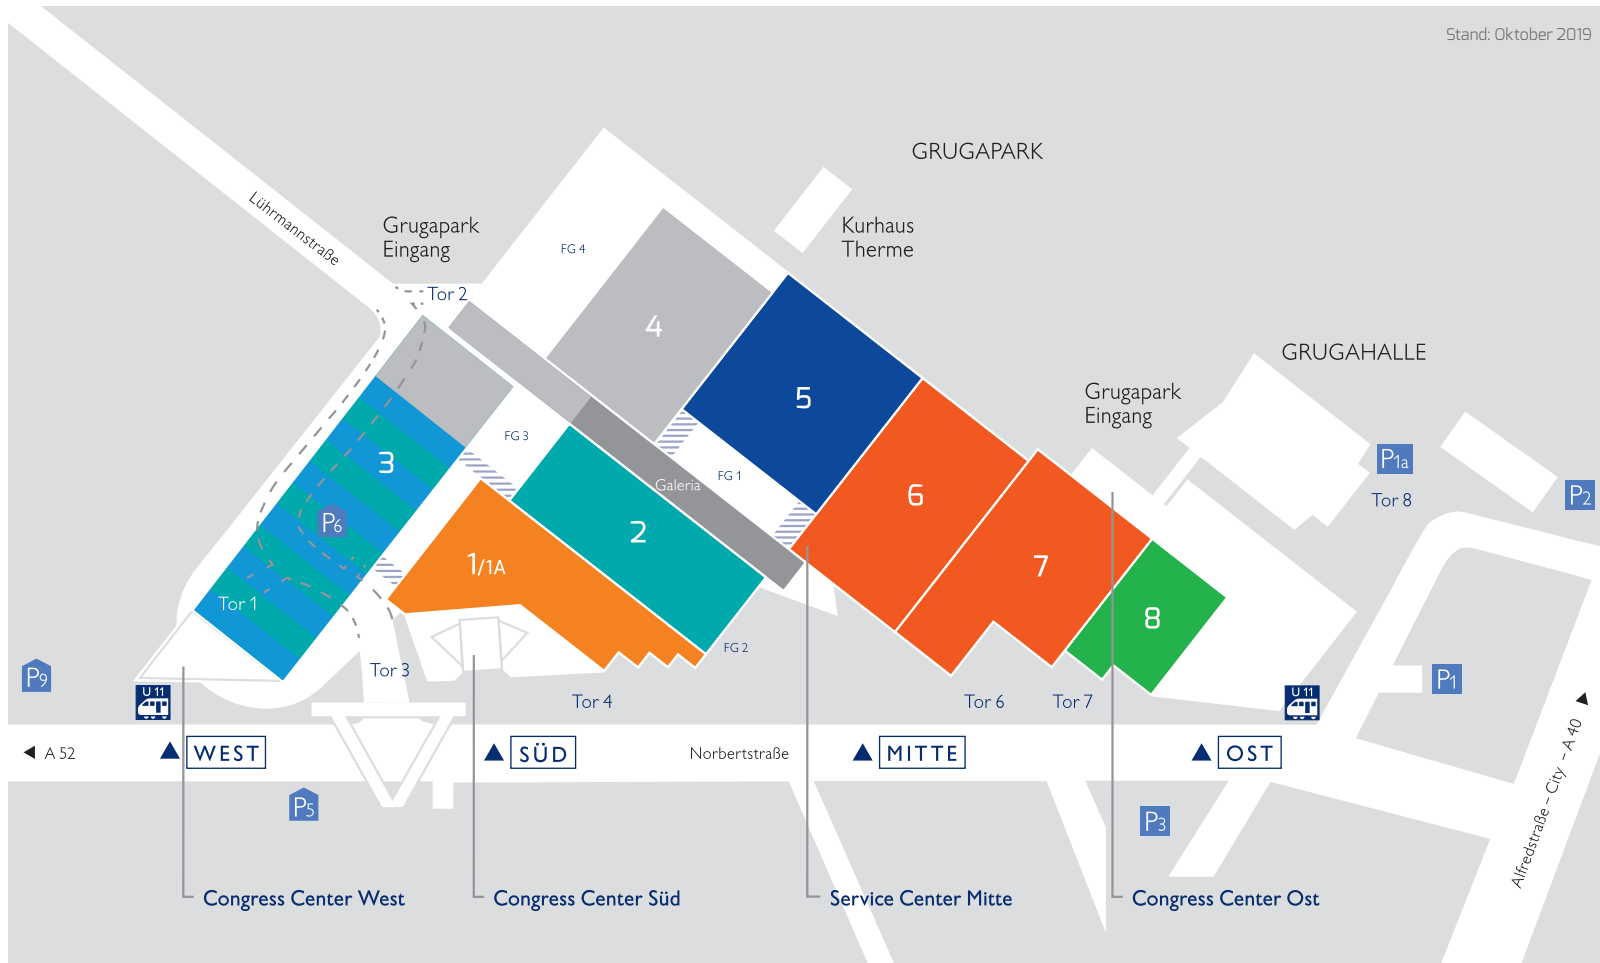 Stand: Oktober 2019
GRUGAPARK
Lührmannstraße
Grugapark
Eingang
FG 4
Kurhaus
Therme
Tor 2
4
GRUGAHALLE
5
Grugapark
Eingang
FG 3
3
FG 1
Galeria
P1a
Tor 8
P2
6
P6
2
1/1A
7
Tor 1
8
FG 2
P9
Tor 3
P1
U 11
Tor 4
Tor 6
Tor 7
U 11
A 52
WEST
SÜD
Norbertstraße
MITTE
OST
P5
P3
Alfredstraße – City – A 40
Congress Center West
Congress Center Süd
Service Center Mitte
Congress Center Ost